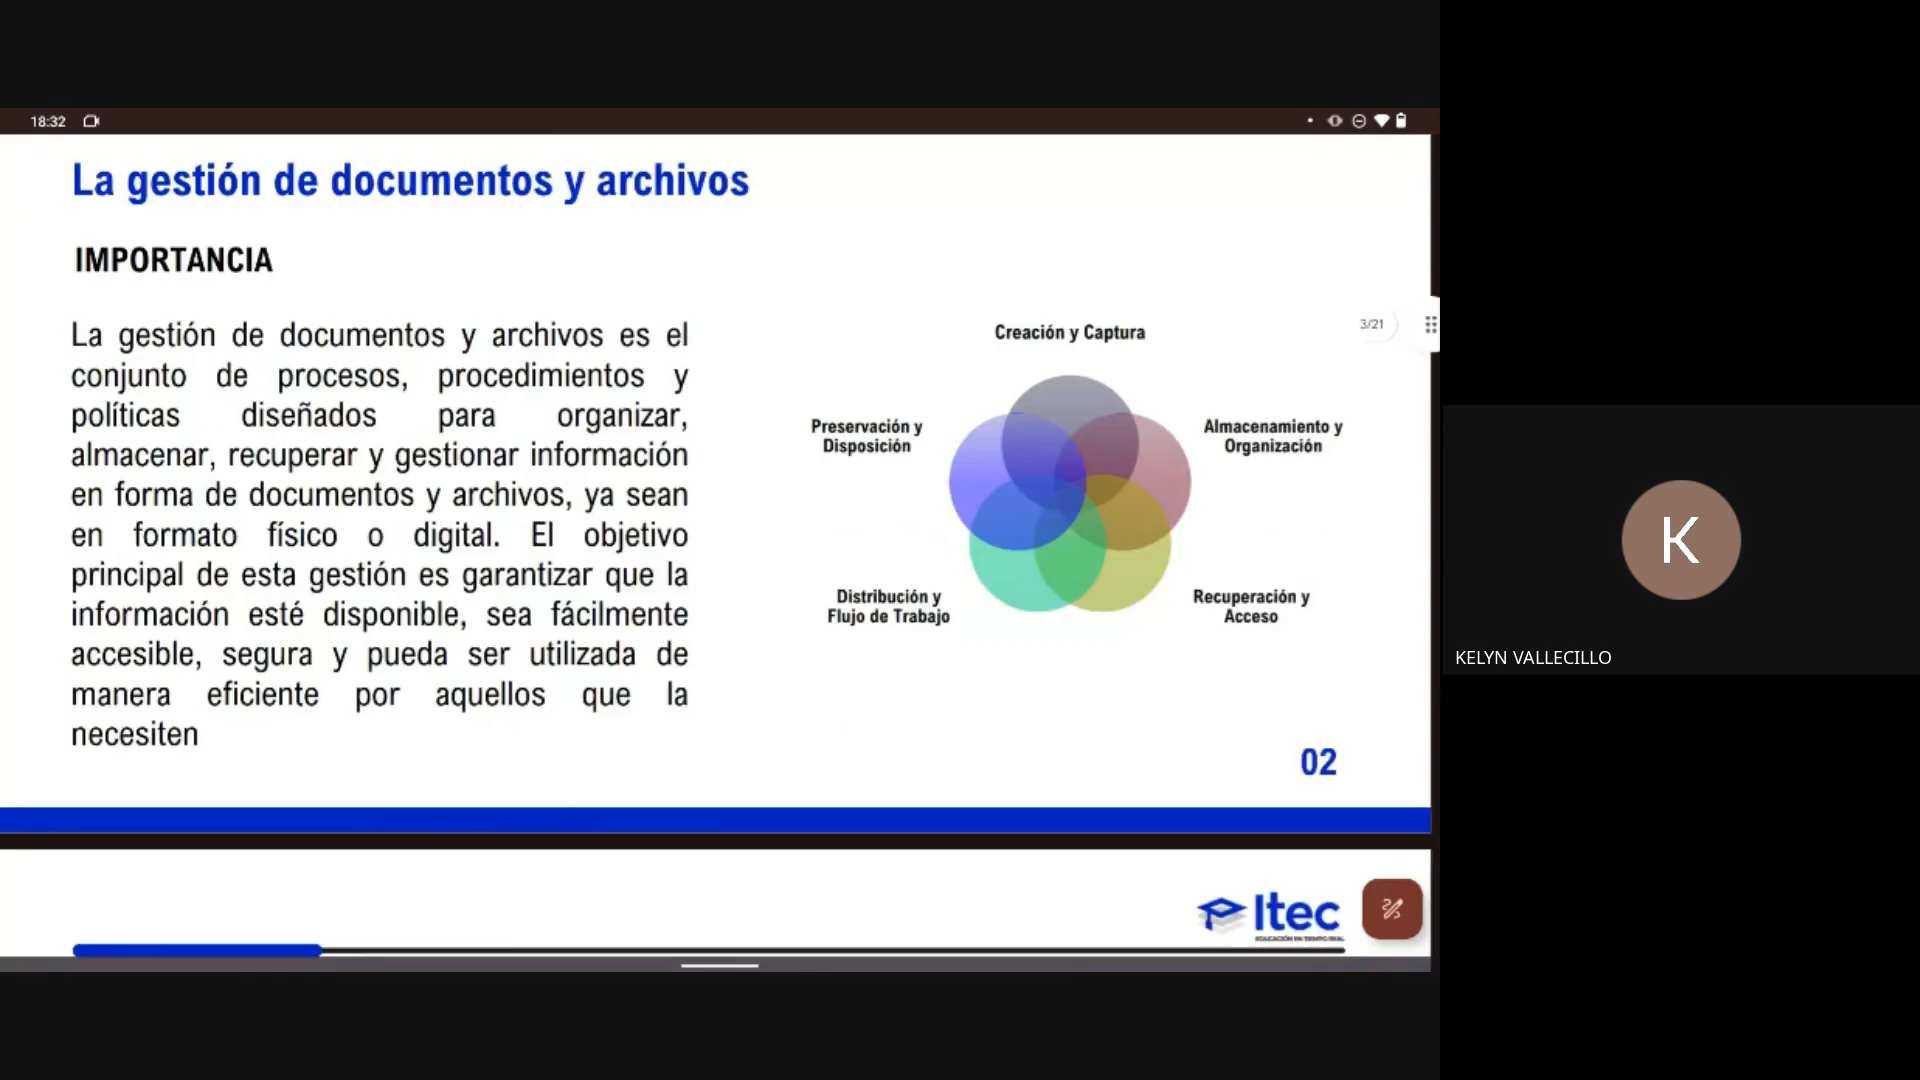 18:32
La gestión de documentos y archivos
IMPORTANCIA
La gestión de documentos y archivos es el
conjunto de procesos, procedimientos y
políticas diseñados para organizar,
almacenar, recuperar y gestionar información
en forma de documentos y archivos, ya sean
en formato físico o digital. El objetivo
principal de esta gestión es garantizar que la
información esté disponible, sea fácilmente
accesible, segura y pueda ser utilizada de
manera eficiente por aquellos que la
necesiten
Creación y Captura
3/21
Preservación y
Disposición
Almacenamiento y
Organización
Distribución y
Flujo de Trabajo
Recuperación y
Acceso
02
Itec
EDUCACIÓN EN TIEMPO REAL
K
KELYN VALLECILLO